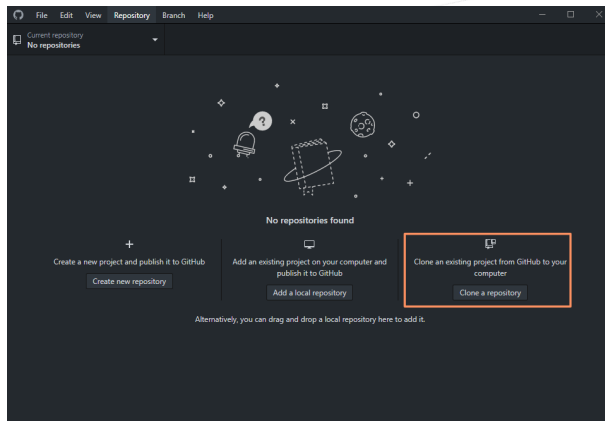 File Edit View Repository Branch Help
Current repository
No repositories
?
No repositories found
Create a new project and publish it to GitHub
Create new repository
Add an existing project on your computer and
publish it to GitHub
Add a local repository
Clone an existing project from GitHub to your
computer
Clone a repository
Alternatively, you can drag and drop a local repository here to add it.